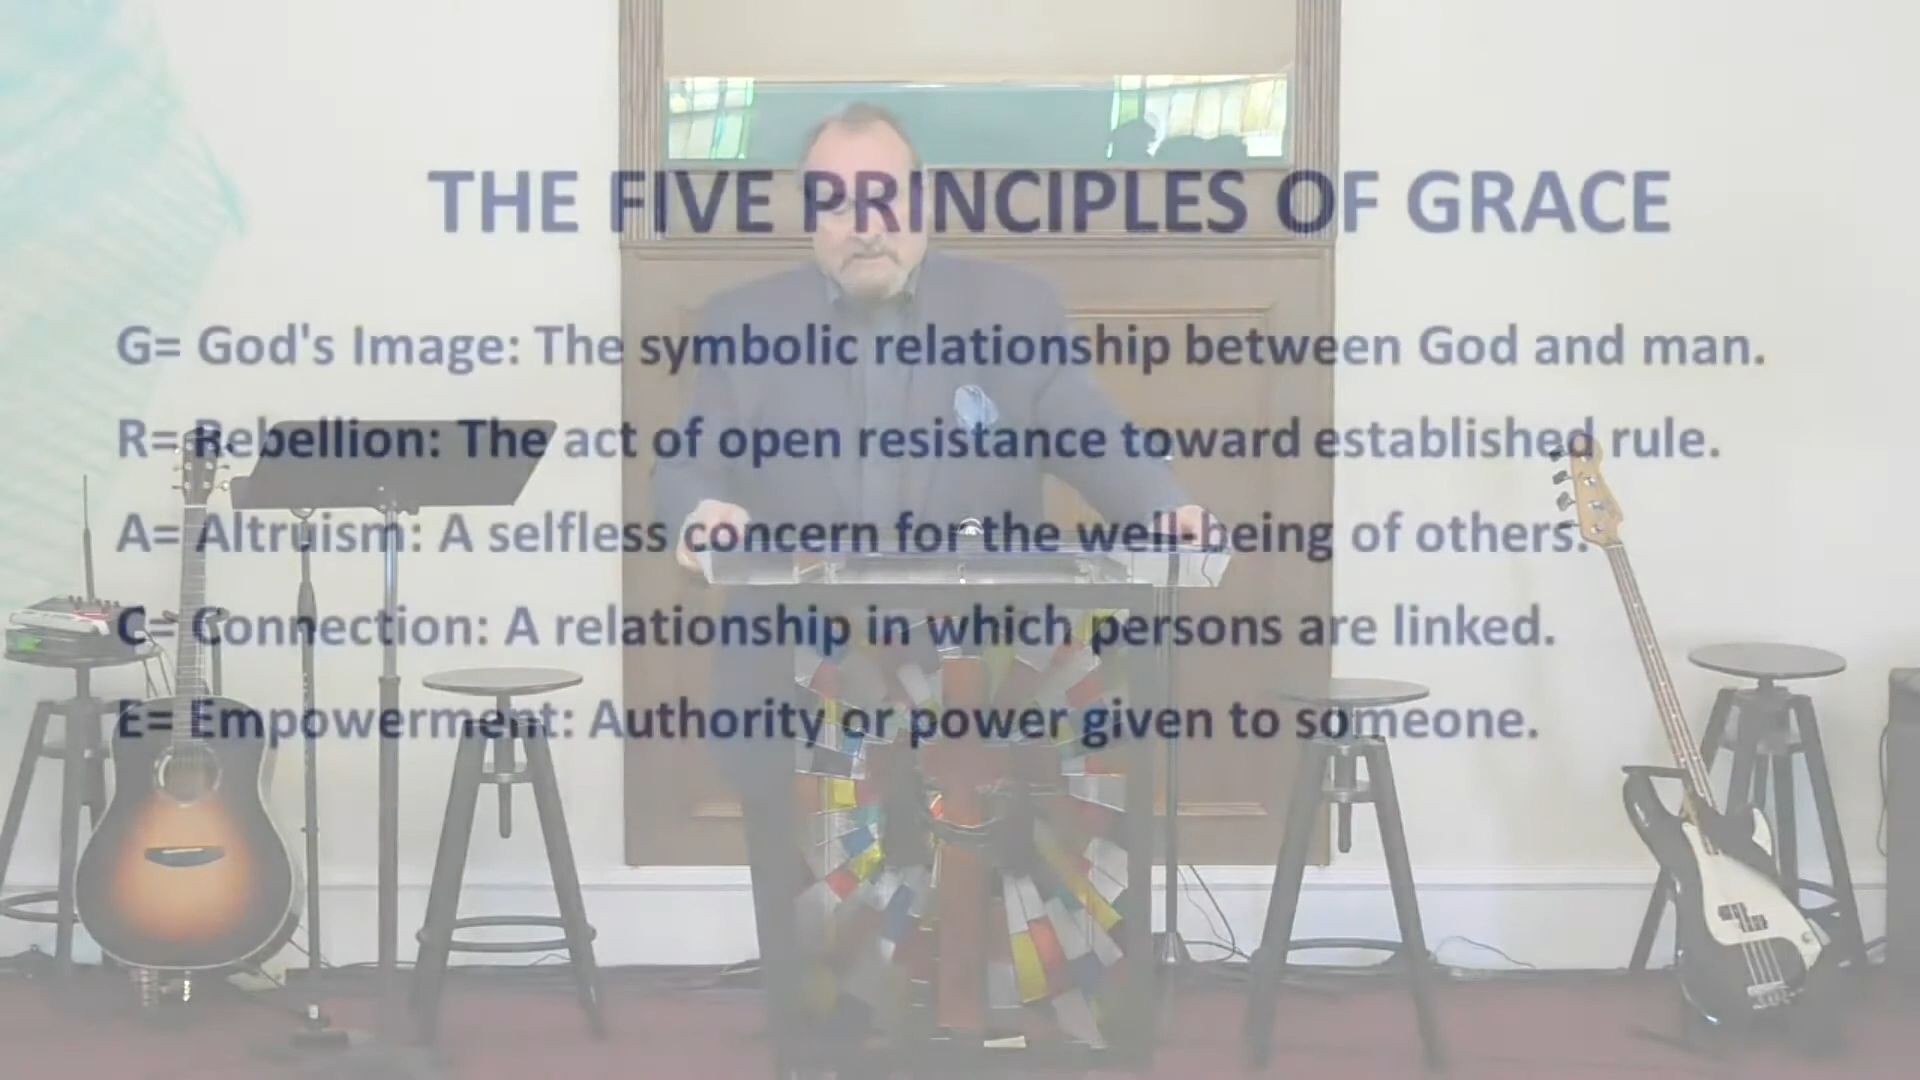 THE FIVE PRINCIPLES OF GRACE
G= God's Image: The symbolic relationship between God and man.
R= Rebellion: The act of open resistance toward established rule.
A= Altruism: A selfless concern for the well-being of others.
C= Connection: A relationship in which persons are linked.
E= Empowerment: Authority or power given to someone.